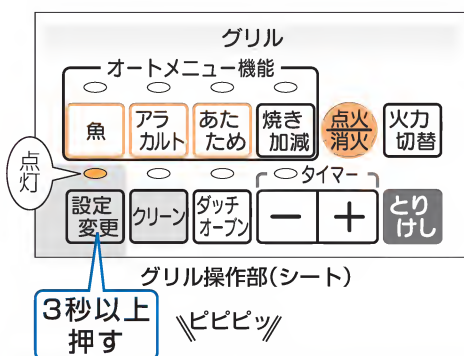 グリル
オートメニュー機能
魚
アラ
カルト
あた
ため
焼き
加減
点火
消火
火力
切替
点灯
タイマー
設定
変更
クリーン
ダッチ
オーブン
－
＋
とり
けし
グリル操作部(シート)
3秒以上
押す
ピピピッ